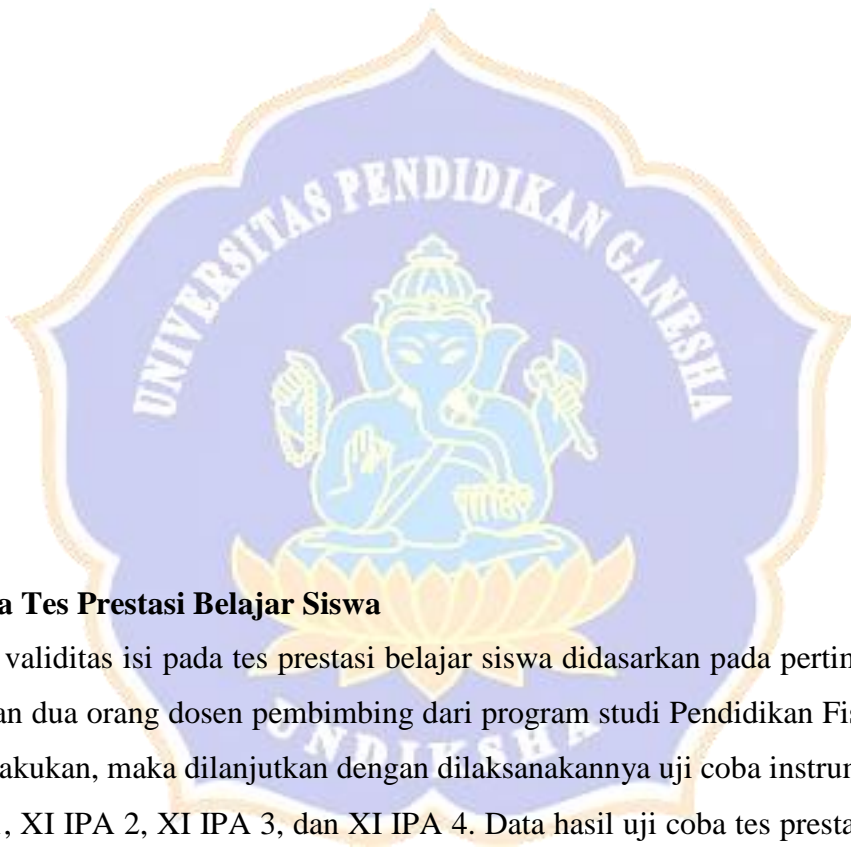 UNIVERSITAS PENDIDIKAN GANESHA
a Tes Prestasi Belajar Siswa
validitas isi pada tes prestasi belajar siswa didasarkan pada pertim
an dua orang dosen pembimbing dari program studi Pendidikan Fis
akukan, maka dilanjutkan dengan dilaksanakannya uji coba instrun
, XI IPA 2, XI IPA 3, dan XI IPA 4. Data hasil uji coba tes presta
UNDIKSHA